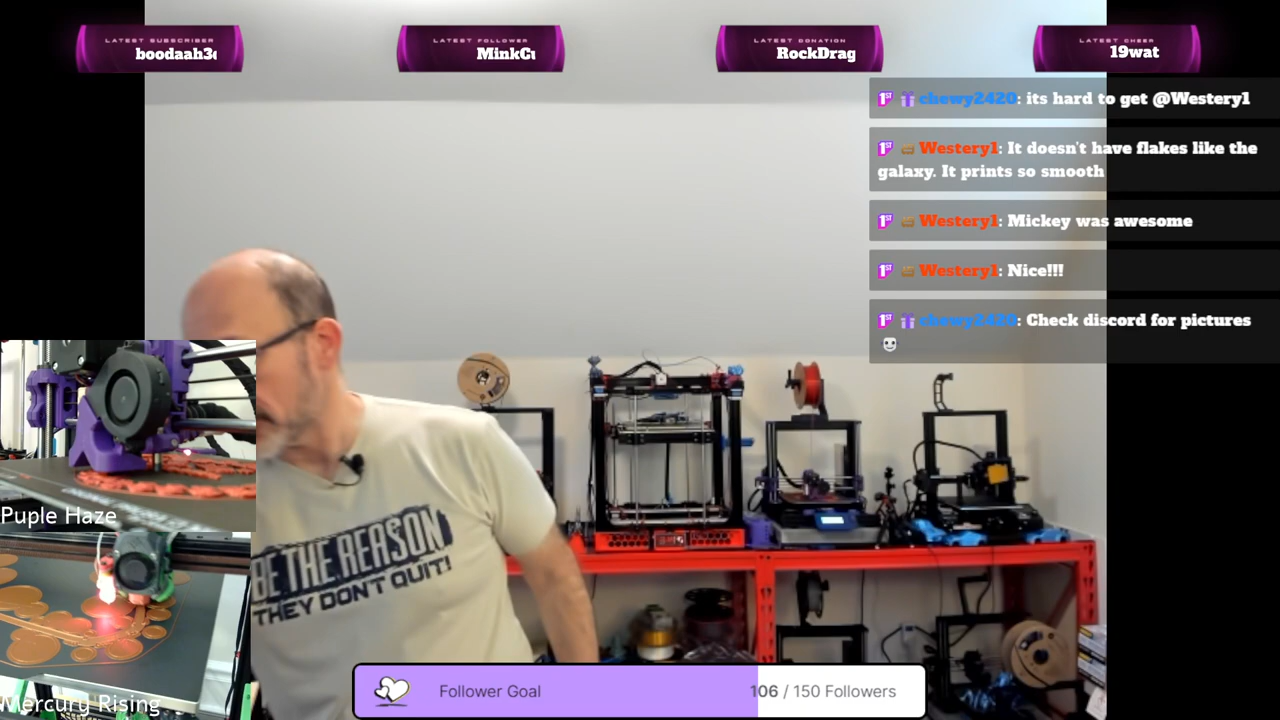 LATEST SUBSCRIBER
boodaah3
LATEST FOLLOWER
MinkC
LATEST DONATION
RockDrag
LATEST CHEER
19wat
chewy2420: its hard to get @Westery1
Westery1: It doesn't have flakes like the
galaxy. It prints so smooth
Westery1: Mickey was awesome
Westery1: Nice!!!
chewy2420: Check discord for pictures
BE THE REASON
THEY DON'T QUIT!
Puple Haze
Mercury Rising
Follower Goal
106 / 150 Followers